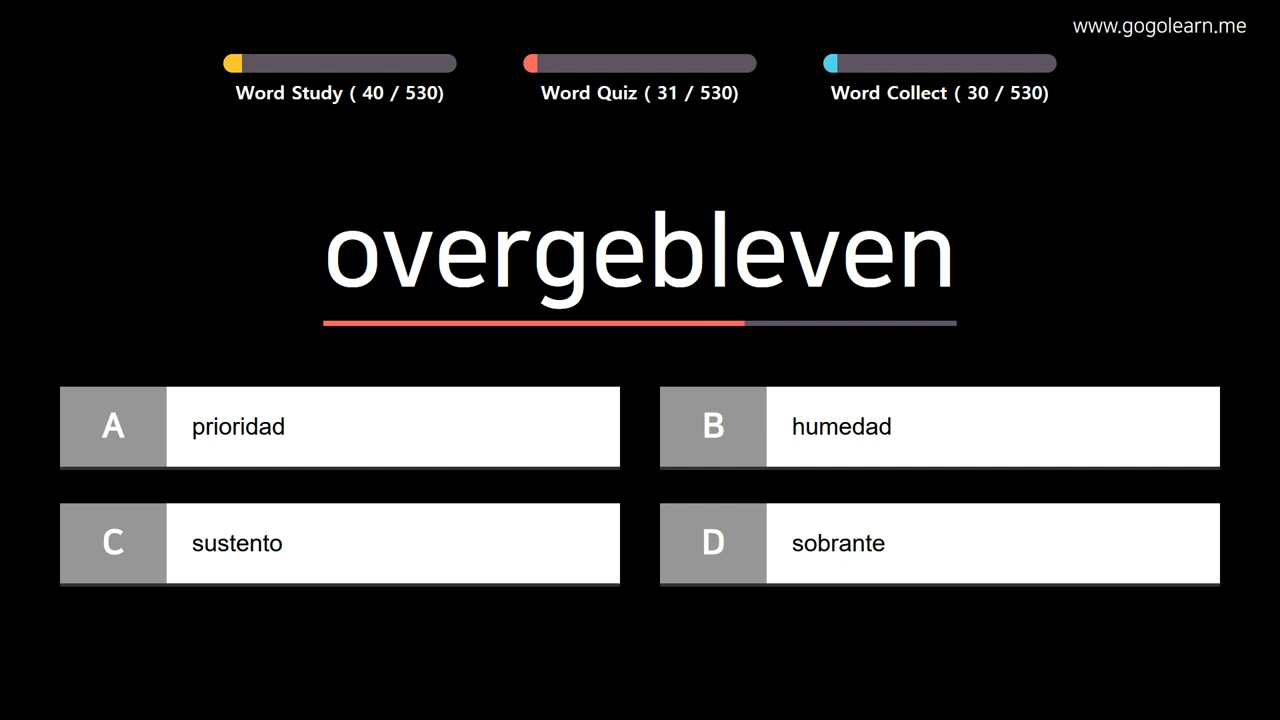 www.gogolearn.me
Word Study ( 40 / 530)
Word Quiz ( 31 / 530)
Word Collect ( 30 / 530)
overgebleven
A prioridad
B humedad
C sustento
D sobrante